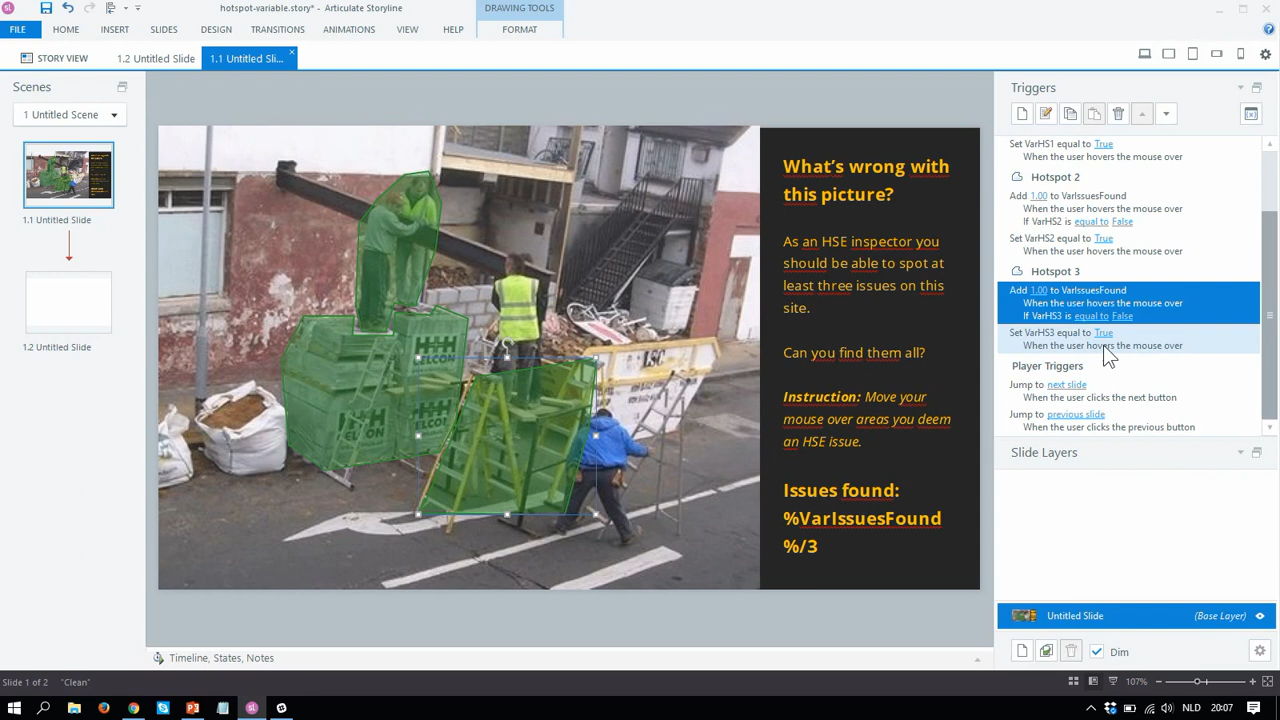 hotspot-variable.story* - Articulate Storyline
DRAWING TOOLS
FILE HOME INSERT SLIDES DESIGN TRANSITIONS ANIMATIONS VIEW HELP FORMAT
STORY VIEW 1.2 Untitled Slide 1.1 Untitled Sli...
Scenes
1 Untitled Scene
1.1 Untitled Slide
1.2 Untitled Slide
HH
ELCON
What's wrong with
this picture?
As an HSE inspector you
should be able to spot at
least three issues on this
site.
Can you find them all?
Instruction: Move your
mouse over areas you deem
an HSE issue.
Issues found:
%VarIssuesFound
%/3
Triggers
Set VarHS1 equal to True
When the user hovers the mouse over
Hotspot 2
Add 1.00 to VarIssuesFound
When the user hovers the mouse over
If VarHS2 is equal to False
Set VarHS2 equal to True
When the user hovers the mouse over
Hotspot 3
Add 1.00 to VarIssuesFound
When the user hovers the mouse over
If VarHS3 is equal to False
Set VarHS3 equal to True
When the user hovers the mouse over
Player Triggers
Jump to next slide
When the user clicks the next button
Jump to previous slide
When the user clicks the previous button
Slide Layers
Untitled Slide (Base Layer)
Dim
Timeline, States, Notes
Slide 1 of 2 "Clean" 107%
NLD 20:07